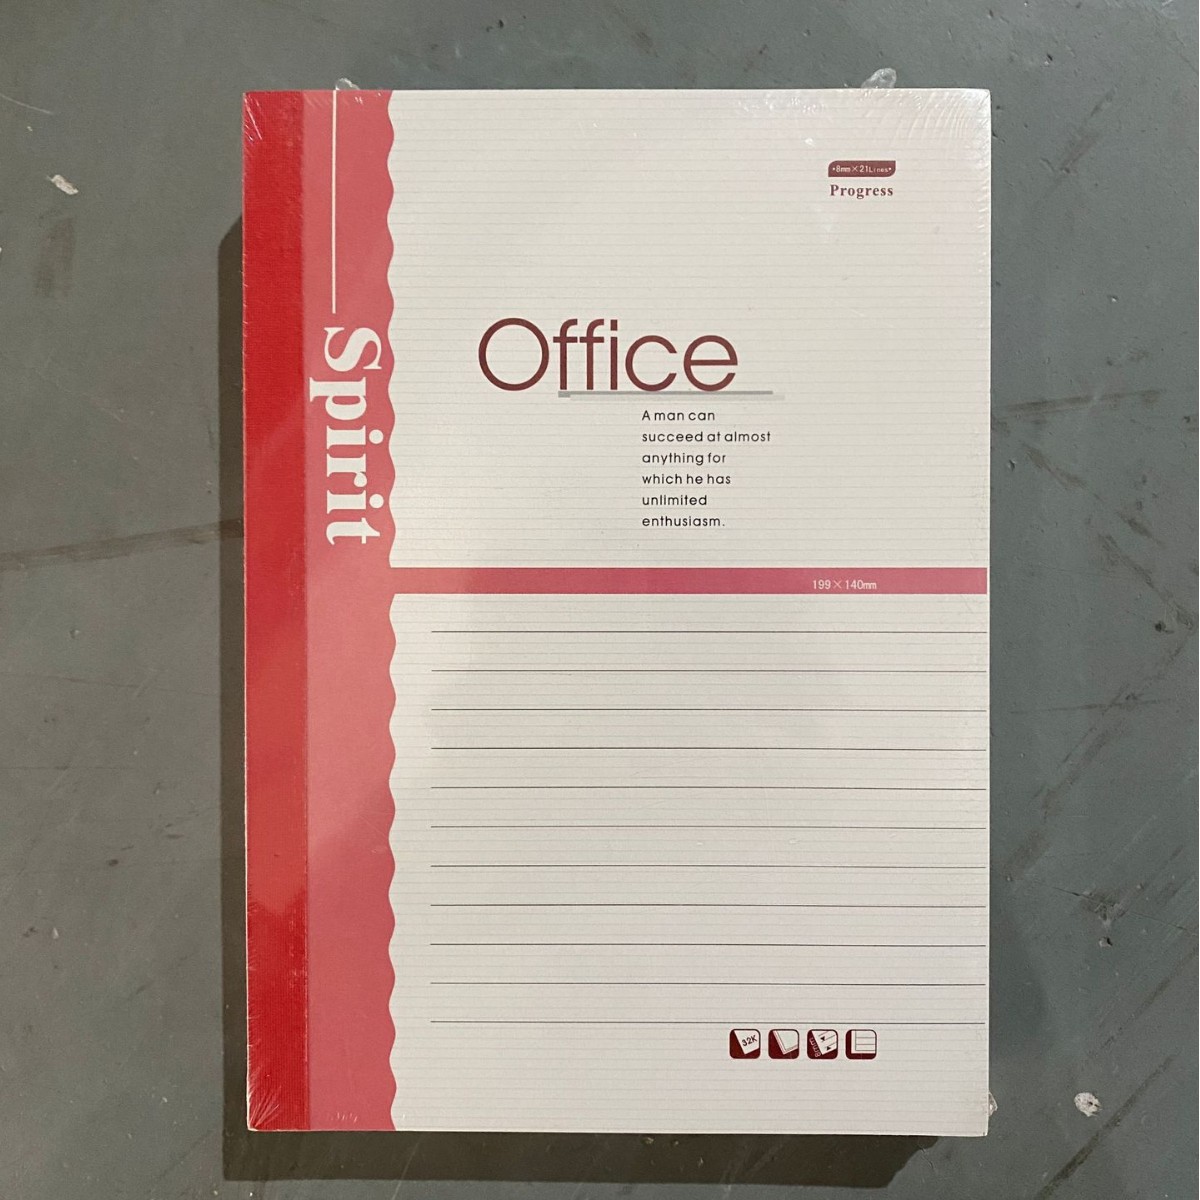 •8mm×21Lines•
Progress
Spirit
Office
A man can
succeed at almost
anything for
which he has
unlimited
enthusiasm.
199×140mm
32K
8mm